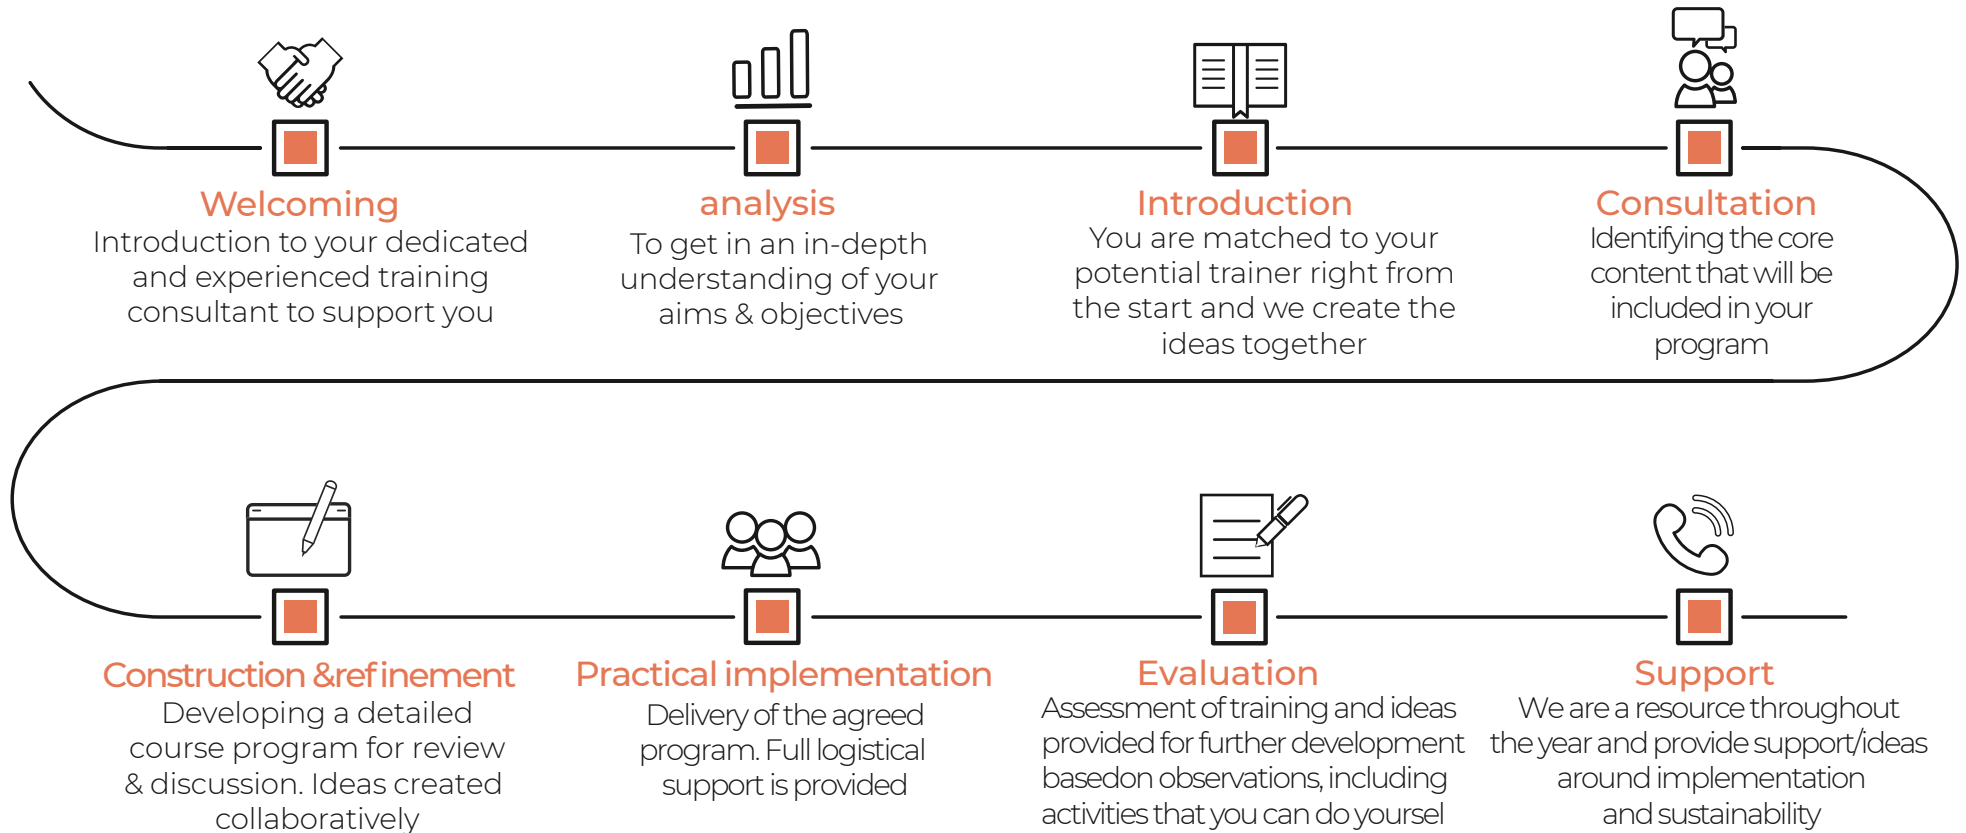 Welcoming
Introduction to your dedicated
and experienced training
consultant to support you
analysis
To get in an in-depth
understanding of your
aims & objectives
Introduction
You are matched to your
potential trainer right from
the start and we create the
ideas together
Consultation
Identifying the core
content that will be
included in your
program
Construction &refinement
Developing a detailed
course program for review
& discussion. Ideas created
collaboratively
Practical implementation
Delivery of the agreed
program. Full logistical
support is provided
Evaluation
Assessment of training and ideas
provided for further development
basedon observations, including
activities that you can do yoursel
Support
We are a resource throughout
the year and provide support/ideas
around implementation
and sustainability